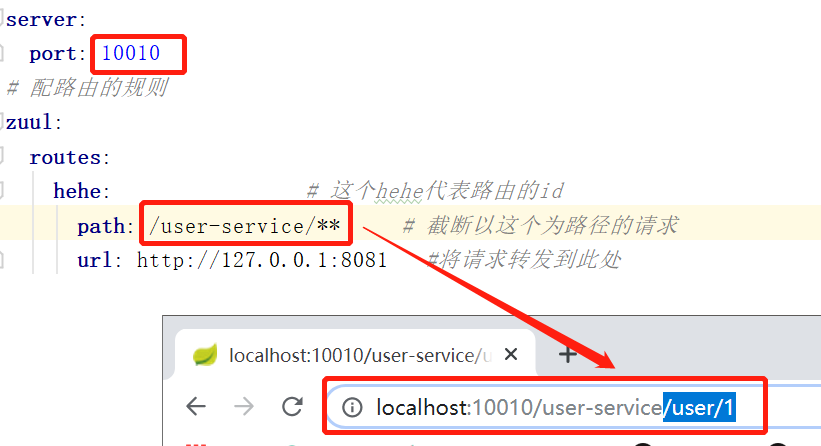 server:
port: 10010
# 配路由的规则
zuul:
routes:
hehe: # 这个hehe代表路由的id
path: /user-service/** # 截断以这个为路径的请求
url: http://127.0.0.1:8081 #将请求转发到此处
localhost:10010/user-service/u
localhost:10010/user-service/user/1